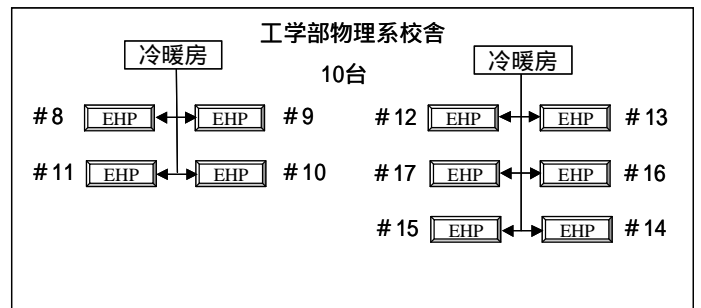 工学部物理系校舎
冷暖房
冷暖房
10台
＃8 EHP EHP ＃9
＃12 EHP EHP ＃13
＃11 EHP EHP ＃10
＃17 EHP EHP ＃16
＃15 EHP EHP ＃14